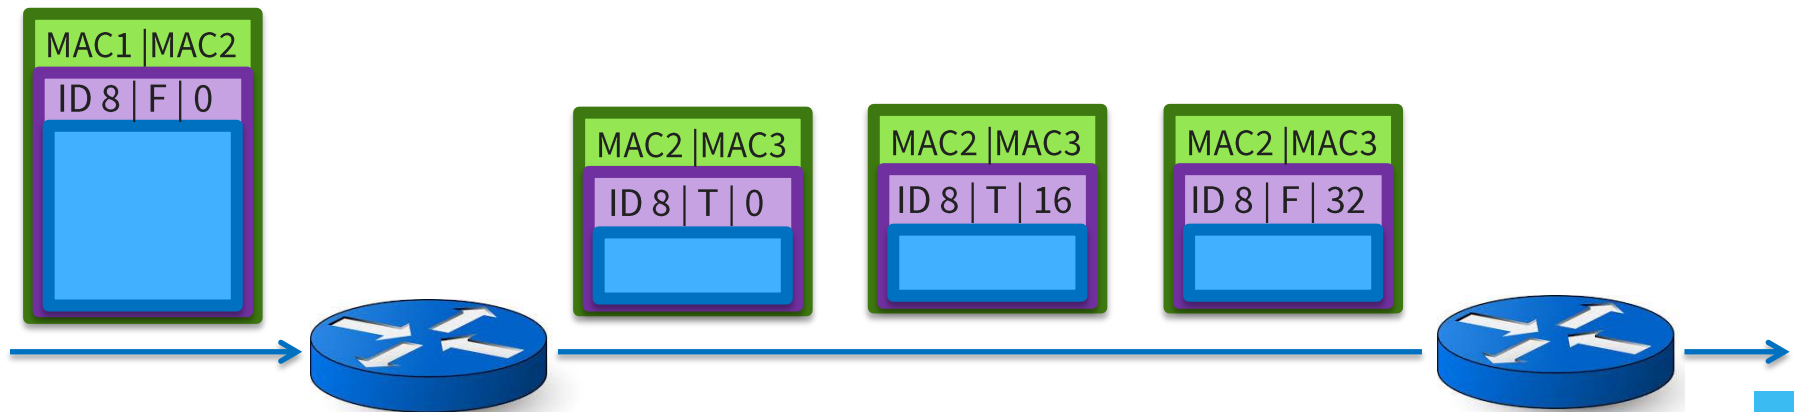 MAC1 |MAC2
ID 8 | F | 0
MAC2 |MAC3
ID 8 | T | 0
MAC2 |MAC3
ID 8 | T | 16
MAC2 |MAC3
ID 8 | F | 32